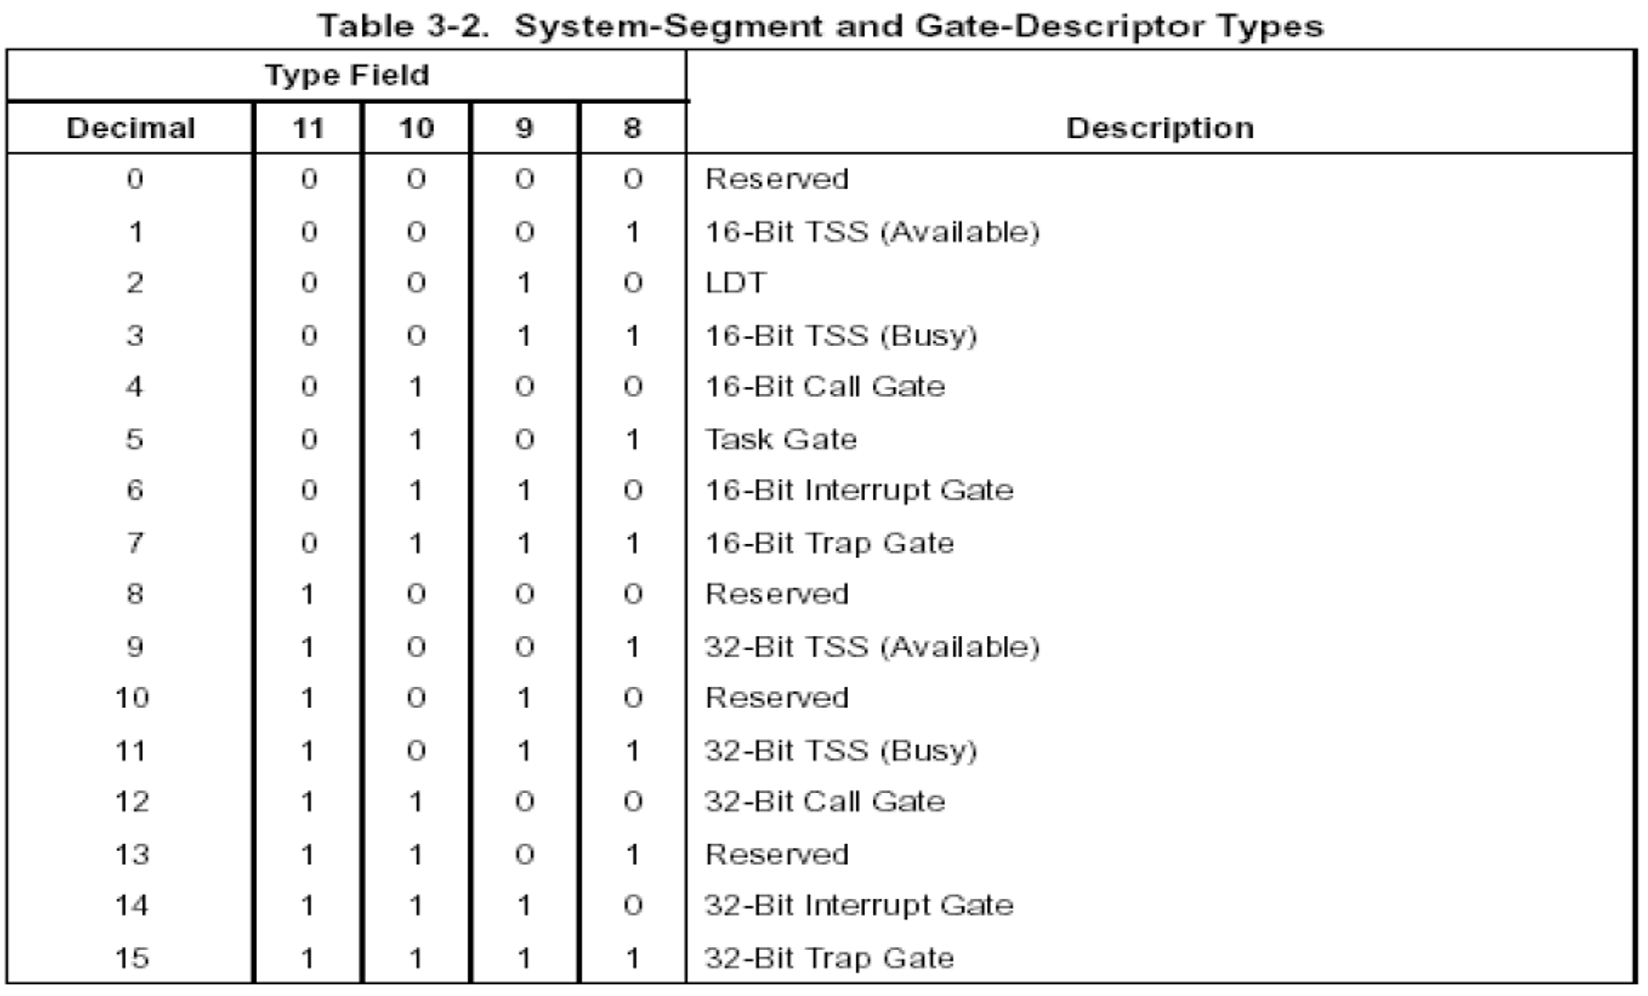 Table 3-2. System-Segment and Gate-Descriptor Types
Type Field
Decimal 11 10 9 8 Description
0 0 0 0 0 Reserved
1 0 0 0 1 16-Bit TSS (Available)
2 0 0 1 0 LDT
3 0 0 1 1 16-Bit TSS (Busy)
4 0 1 0 0 16-Bit Call Gate
5 0 1 0 1 Task Gate
6 0 1 1 0 16-Bit Interrupt Gate
7 0 1 1 1 16-Bit Trap Gate
8 1 0 0 0 Reserved
9 1 0 0 1 32-Bit TSS (Available)
10 1 0 1 0 Reserved
11 1 0 1 1 32-Bit TSS (Busy)
12 1 1 0 0 32-Bit Call Gate
13 1 1 0 1 Reserved
14 1 1 1 0 32-Bit Interrupt Gate
15 1 1 1 1 32-Bit Trap Gate